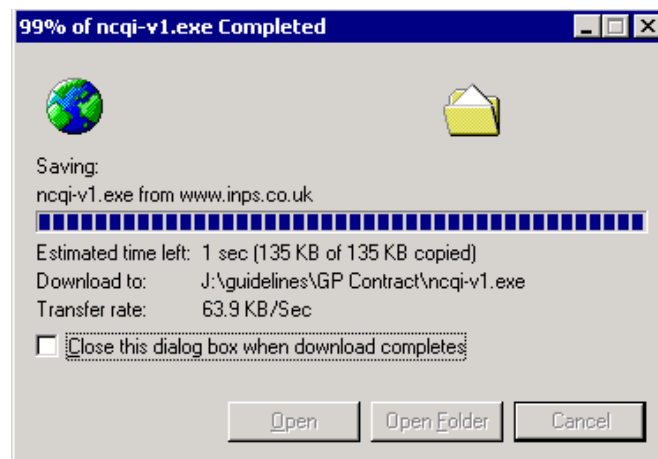 99% of ncqi-v1.exe Completed
Saving:
ncqi-v1.exe from www.inps.co.uk
Estimated time left: 1 sec (135 KB of 135 KB copied)
Download to: J:\guidelines\GP Contract\ncqi-v1.exe
Transfer rate: 63.9 KB/Sec
Close this dialog box when download completes
Open Open Folder Cancel